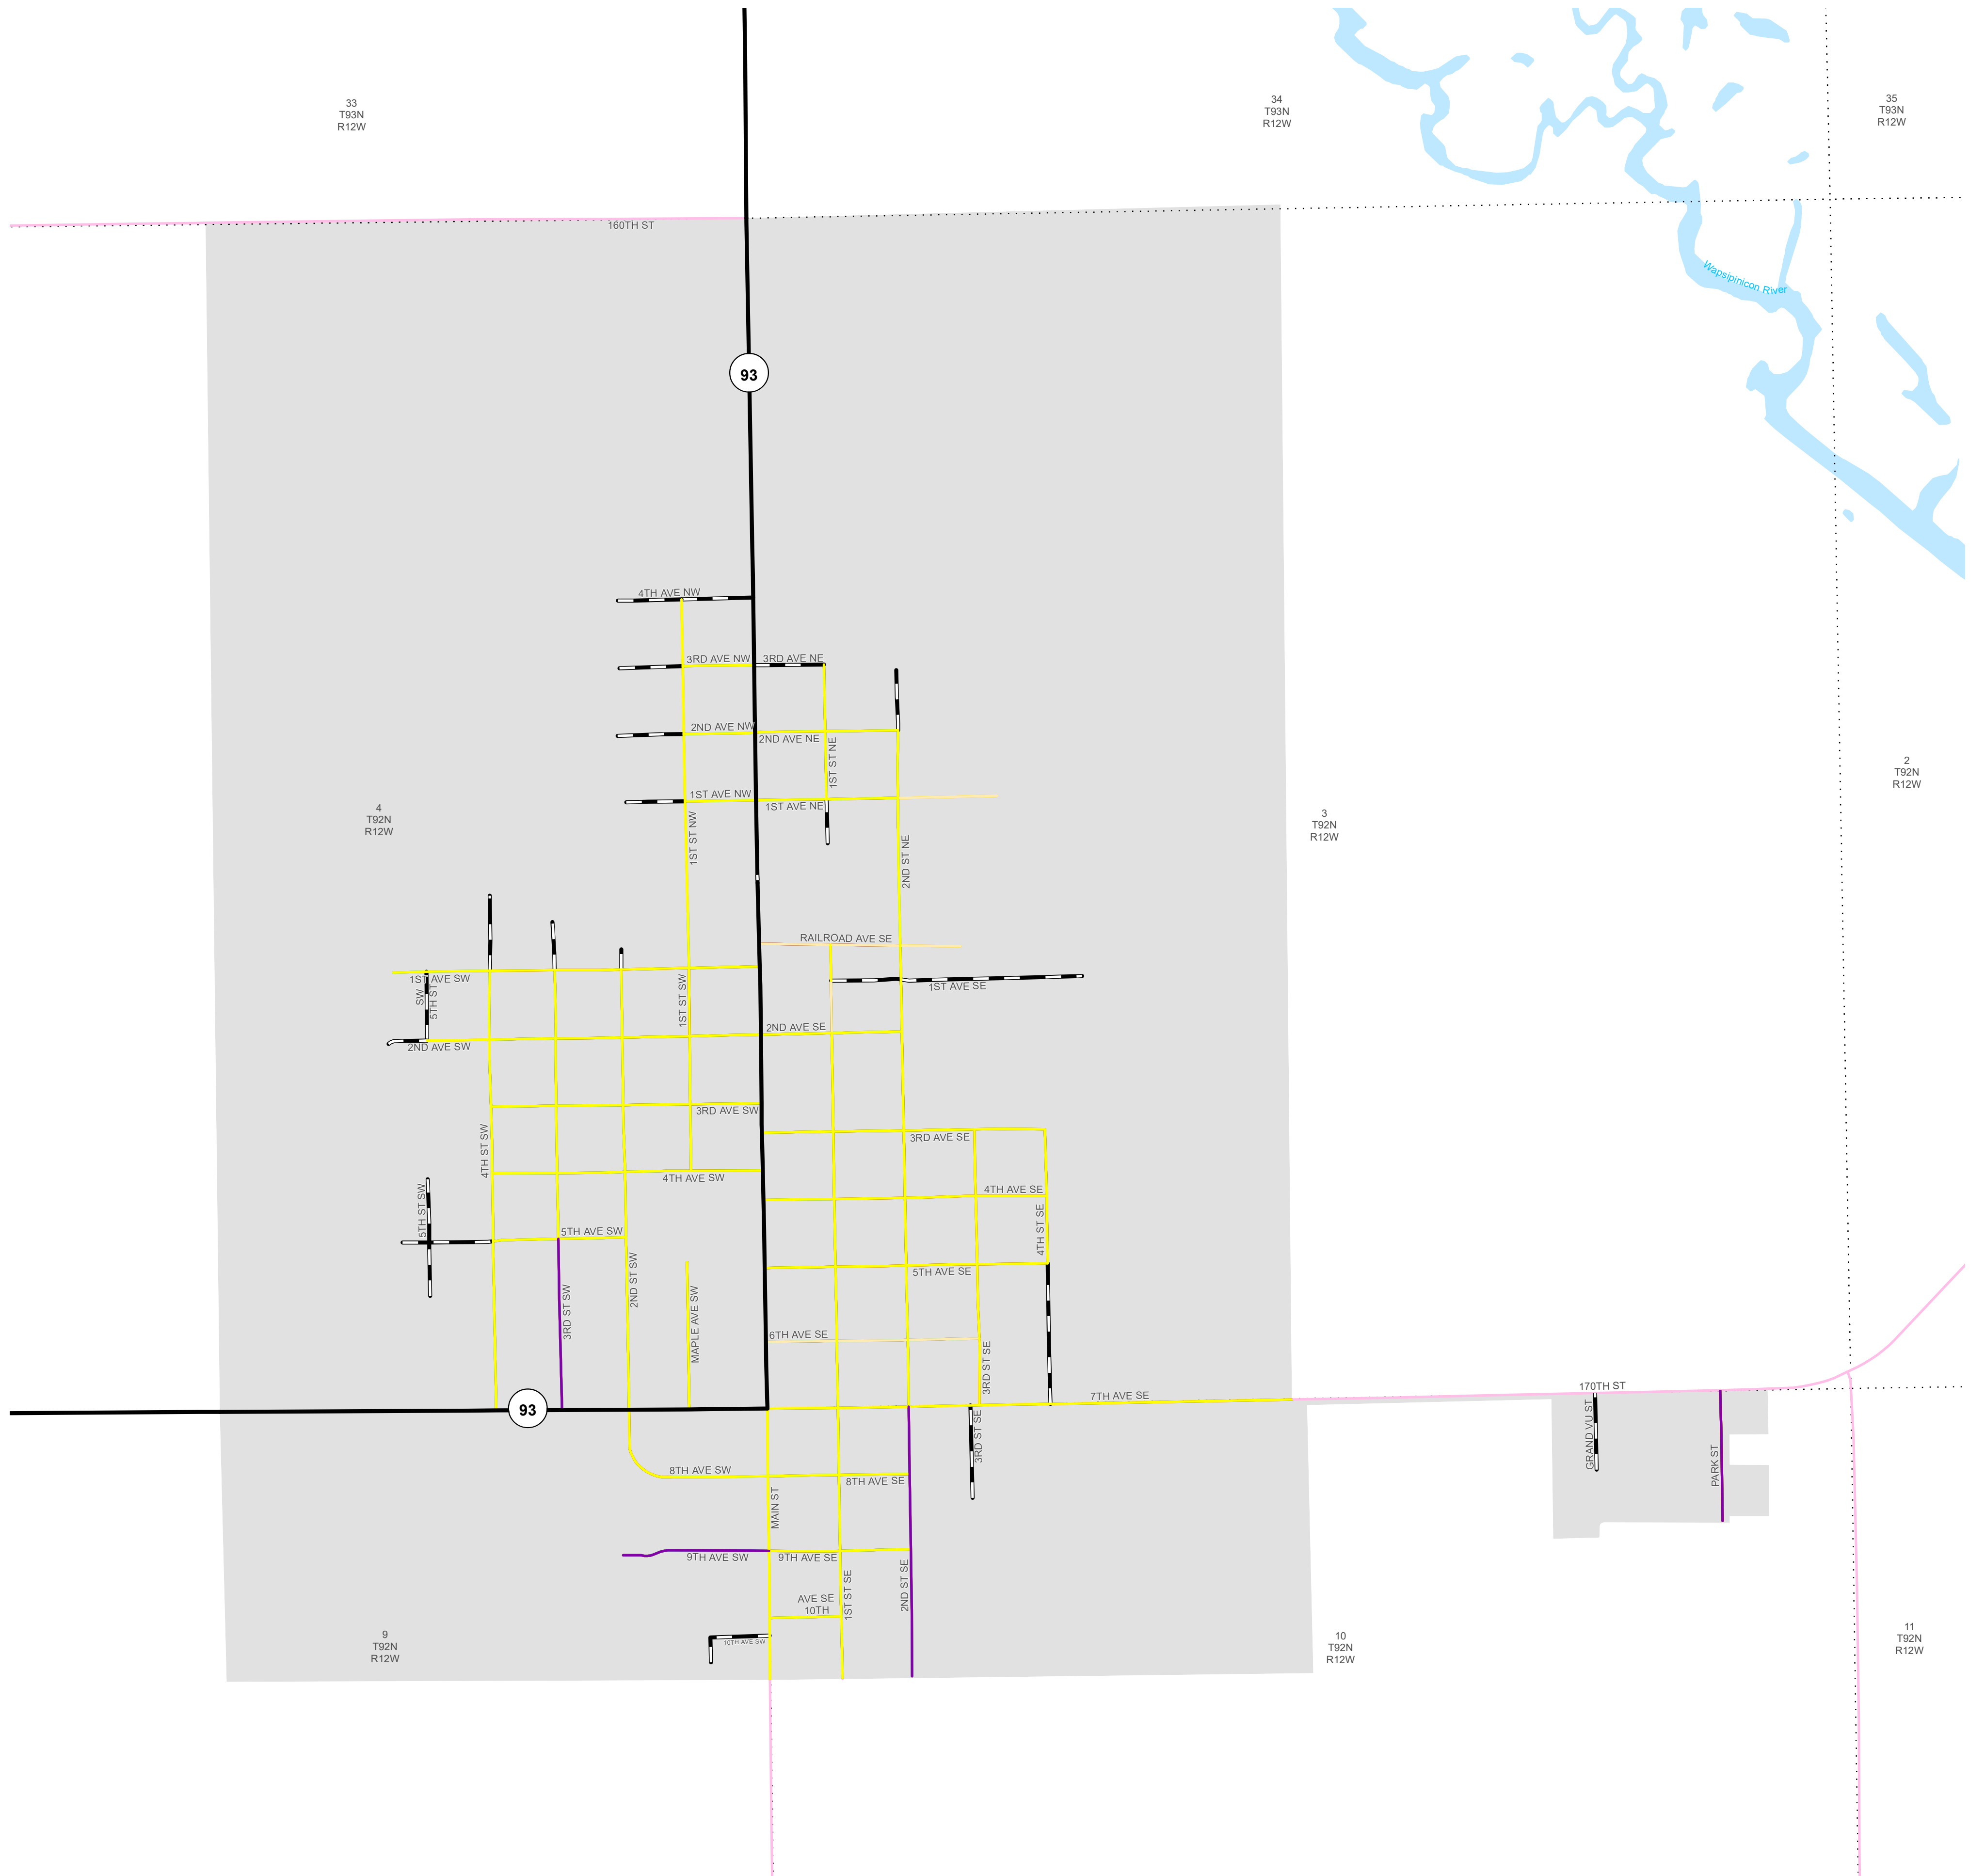 33
T93N
R12W
34
T93N
R12W
35
T93N
R12W
160TH ST
Wapsipinicon River
93
4TH AVE NW
3RD AVE NW
3RD AVE NE
2ND AVE NW
2ND AVE NE
1ST ST NE
1ST AVE NW
1ST AVE NE
4
T92N
R12W
3
T92N
R12W
2
T92N
R12W
1ST ST NW
2ND ST NE
RAILROAD AVE SE
1ST AVE SW
5TH ST
SW
1ST ST SW
1ST AVE SE
2ND AVE SE
2ND AVE SW
3RD AVE SW
3RD AVE SE
4TH ST SW
4TH AVE SW
4TH AVE SE
5TH ST SW
5TH AVE SW
4TH ST SE
2ND ST SW
5TH AVE SE
3RD ST SW
MAPLE AVE SW
6TH AVE SE
3RD ST SE
7TH AVE SE
170TH ST
93
GRAND VU ST
PARK ST
3RD ST SE
8TH AVE SW
8TH AVE SE
MAIN ST
9TH AVE SW
9TH AVE SE
1ST ST SE
2ND ST SE
AVE SE
10TH
10TH AVE SW
9
T92N
R12W
10
T92N
R12W
11
T92N
R12W